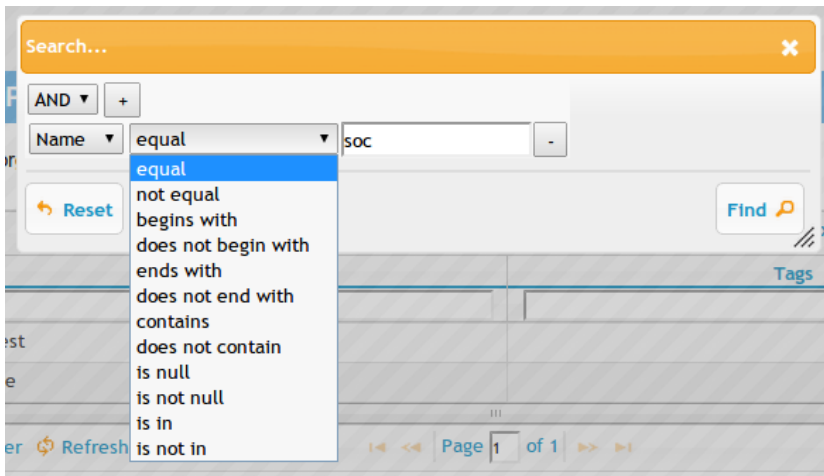 Search...
AND +
Name equal soc -
equal
not equal
begins with
does not begin with
ends with
does not end with
contains
does not contain
is null
is not null
is in
is not in
Reset
Find
Tags
Refresh
Page 1 of 1